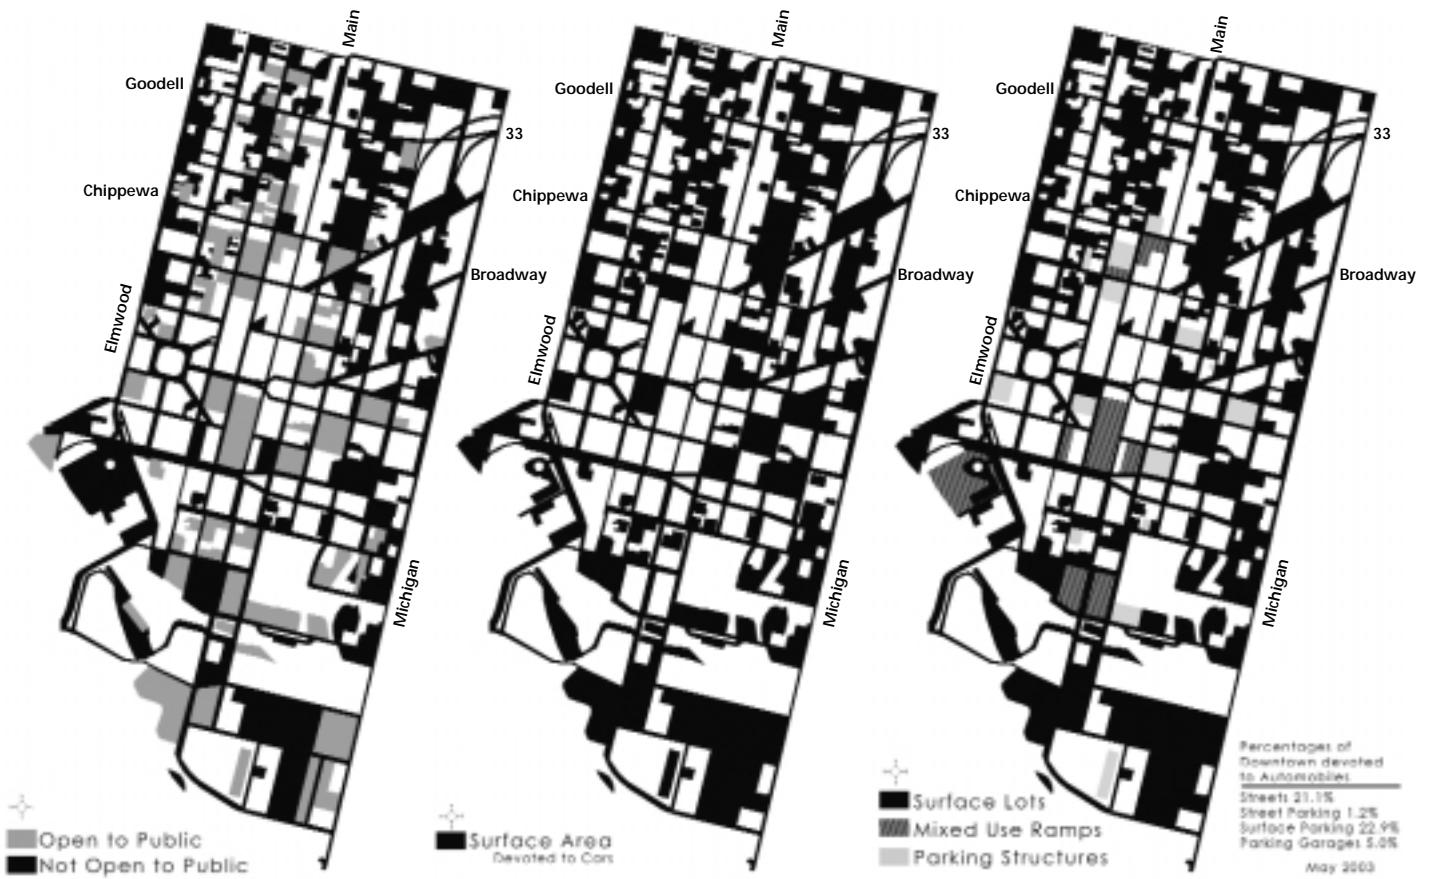 Main
Goodell
33
Chippewa
Broadway
Elmwood
Michigan
Open to Public
Not Open to Public
Main
Goodell
33
Chippewa
Broadway
Elmwood
Michigan
Surface Area
Devoted to Cars
Main
Goodell
33
Chippewa
Broadway
Elmwood
Michigan
Surface Lots
Mixed Use Ramps
Parking Structures
Percentages of
Downtown devoted
to Automobiles
Streets 21.1%
Street Parking 1.2%
Surface Parking 22.9%
Parking Garages 5.0%
May 2003